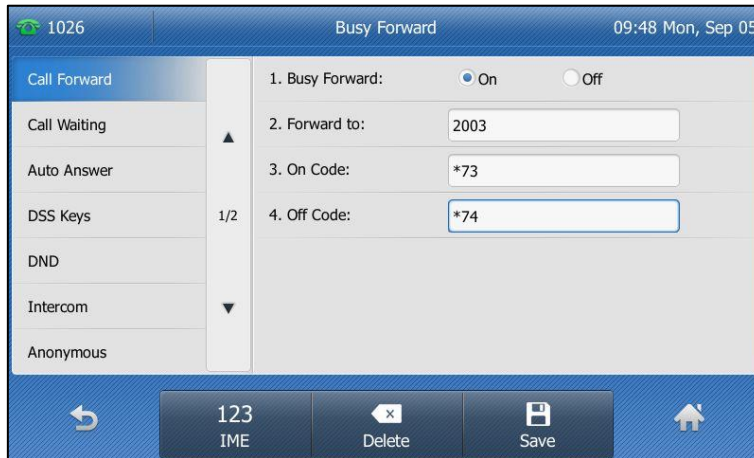 1026 Busy Forward 09:48 Mon, Sep 05
Call Forward 1. Busy Forward: On Off
Call Waiting 2. Forward to: 2003
Auto Answer 3. On Code: *73
DSS Keys 1/2 4. Off Code: *74
DND
Intercom
Anonymous
123
IME Delete Save